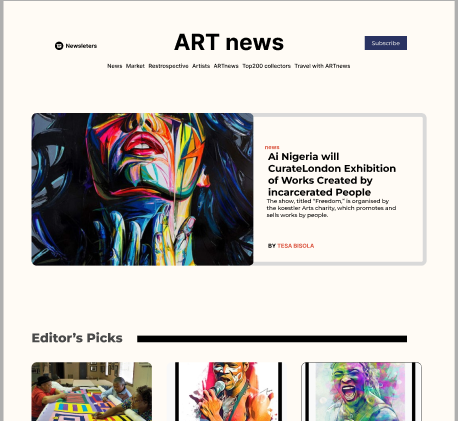 ART news
Newsleters
Subscribe
News Market Restrospective Artists ARTnews Top200 collectors Travel with ARTnews
news
Ai Nigeria will
CurateLondon Exhibition
of Works Created by
incarcerated People
The show, titled "Freedom," is organised by
the koestler Arts charity, which promotes and
sells works by people.
BY TESA BISOLA
Editor's Picks